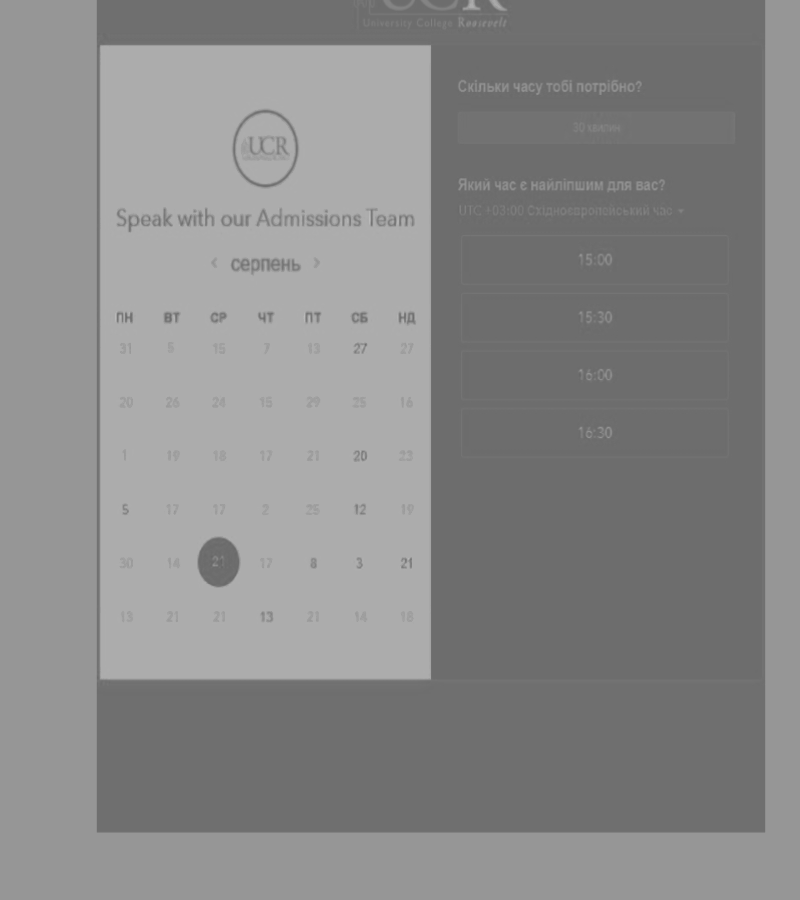 UCR
University College Roosevelt
UCR
Speak with our Admissions Team
‹ серпень ›
ПН ВТ СР ЧТ ПТ СБ НД
31 5 15 7 13 27 27
20 26 24 15 29 25 16
1 19 18 17 21 20 23
5 17 17 2 25 12 19
30 14 21 17 8 3 21
13 21 21 13 21 14 18
Скільки часу тобі потрібно?
30 минин
Який час є найліпшим для вас?
UTC +03:00 Східноєвропейський час
15:00
15:30
16:00
16:30